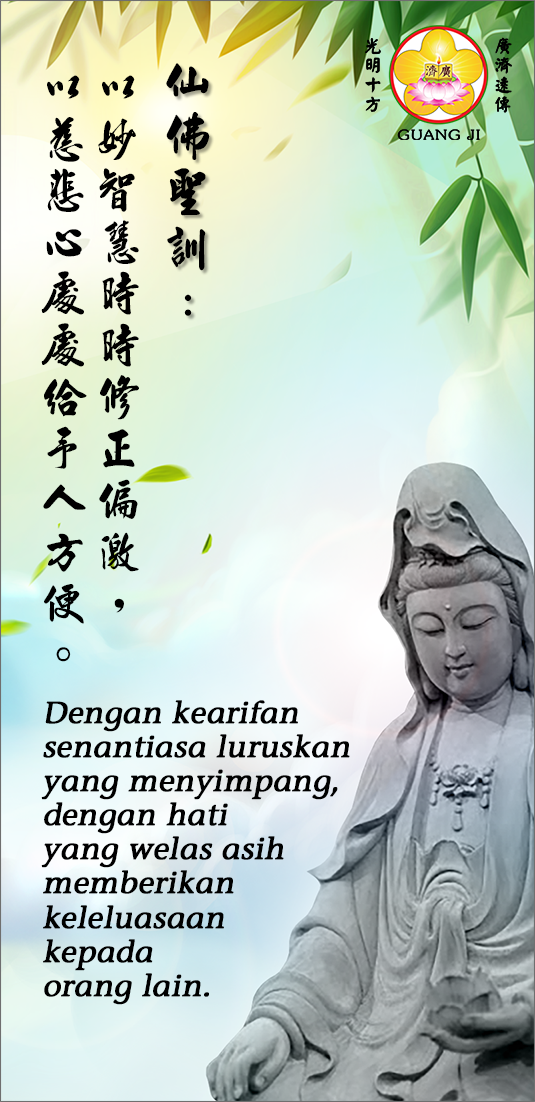 仙佛聖訓：
以妙智慧時時修正偏激，
以慈悲心處處給予人方便。
光明十方
廣濟達傳
濟廣
GUANG JI
Dengan kearifan
senantiasa luruskan
yang menyimpang,
dengan hati
yang welas asih
memberikan
keleluasaan
kepada
orang lain.